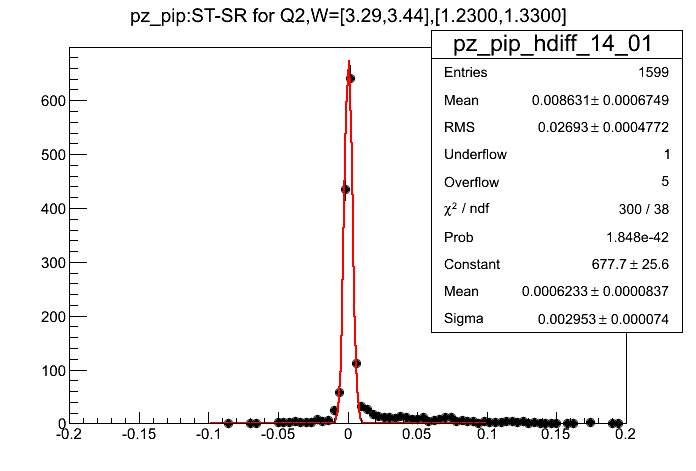 pz_pip:ST-SR for Q2,W=[3.29,3.44],[1.2300,1.3300]
pz_pip_hdiff_14_01
Entries 1599
Mean 0.008631 ± 0.0006749
RMS 0.02693 ± 0.0004772
Underflow 1
Overflow 5
χ² / ndf 300 / 38
Prob 1.848e-42
Constant 677.7 ± 25.6
Mean 0.0006233 ± 0.0000837
Sigma 0.002953 ± 0.000074
600
500
400
300
200
100
0
-0.2 -0.15 -0.1 -0.05 0 0.05 0.1 0.15 0.2